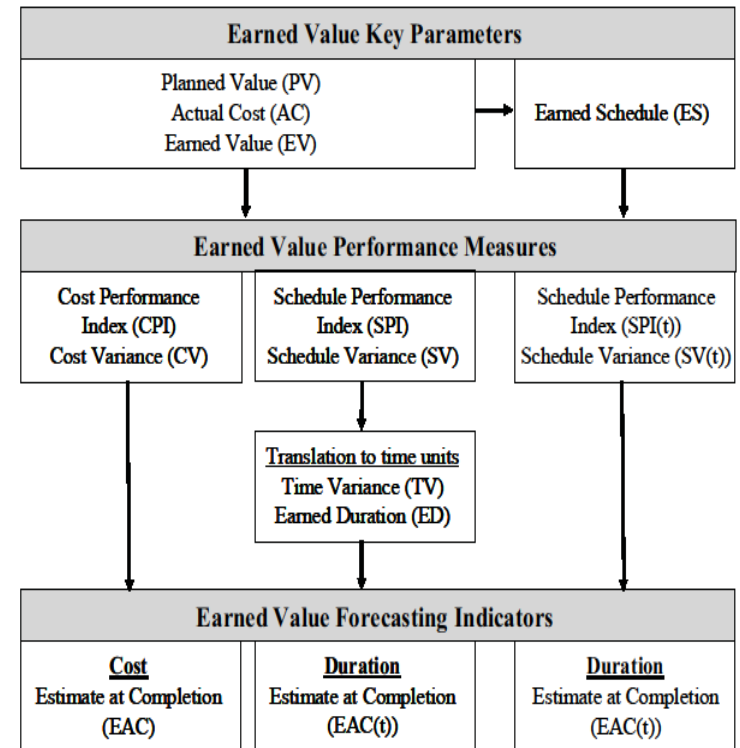 Earned Value Key Parameters
Planned Value (PV)
Actual Cost (AC)
Earned Value (EV)
Earned Schedule (ES)
Earned Value Performance Measures
Cost Performance
Index (CPI)
Cost Variance (CV)
Schedule Performance
Index (SPI)
Schedule Variance (SV)
Schedule Performance
Index (SPI(t))
Schedule Variance (SV(t))
Translation to time units
Time Variance (TV)
Earned Duration (ED)
Earned Value Forecasting Indicators
Cost
Estimate at Completion
(EAC)
Duration
Estimate at Completion
(EAC(t))
Duration
Estimate at Completion
(EAC(t))